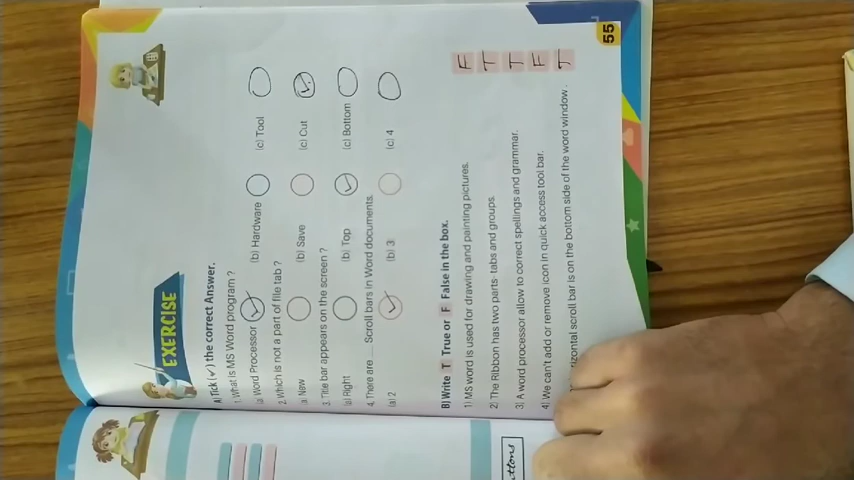 EXERCISE
A) Tick (✓) the correct Answer.
1. What is MS Word program ?
(a) Word Processor ✓ (b) Hardware (c) Tool
2. Which is not a part of file tab ?
(a) New (b) Save (c) Cut ✓
3. Title bar appears on the screen ?
(a) Right (b) Top ✓ (c) Bottom
4. There are Scroll bars in Word documents.
(a) 2 ✓ (b) 3 (c) 4
B) Write T True or F False in the box.
1) MS word is used for drawing and painting pictures. F
2) The Ribbon has two parts tabs and groups. T
3) A word processor allow to correct spellings and grammar. T
4) We can't add or remove icon in quick access tool bar. F
rizontal scroll bar is on the bottom side of the word window. T
55